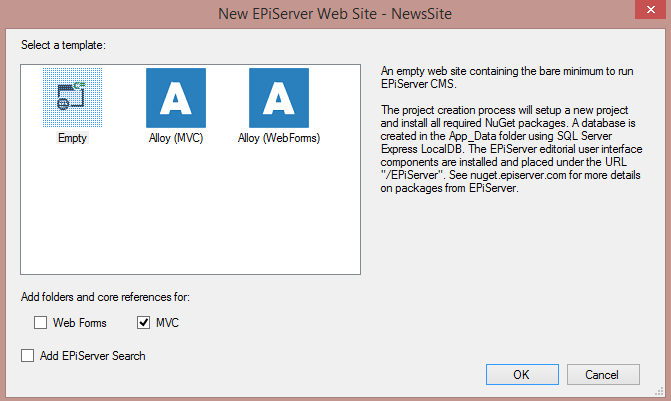 New EPiServer Web Site - NewsSite
Select a template:
A
A
Empty
Alloy (MVC)
Alloy (WebForms)
An empty web site containing the bare minimum to run
EPiServer CMS.
The project creation process will setup a new project
and install all required NuGet packages. A database is
created in the App_Data folder using SQL Server
Express LocalDB. The EPiServer editorial user interface
components are installed and placed under the URL
"/EPiServer". See nuget.episerver.com for more details
on packages from EPiServer.
Add folders and core references for:
Web Forms
MVC
Add EPiServer Search
OK
Cancel